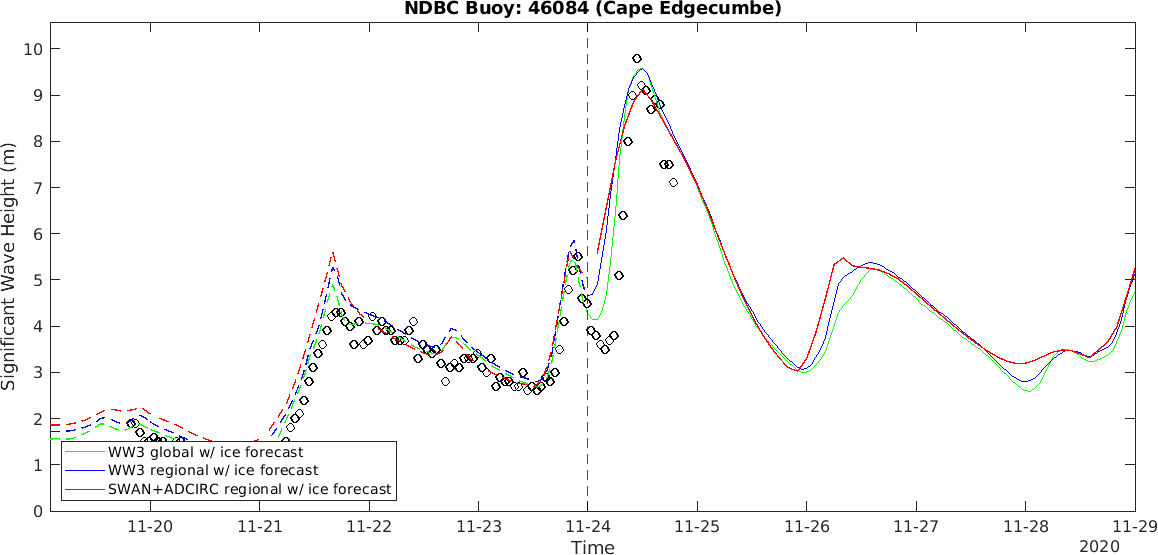 NDBC Buoy: 46084 (Cape Edgecumbe)
Significant Wave Height (m)
10
9
8
7
6
5
4
3
2
1
0
WW3 global w/ ice forecast
WW3 regional w/ ice forecast
SWAN+ADCIRC regional w/ ice forecast
11-20 11-21 11-22 11-23 11-24 11-25 11-26 11-27 11-28 11-29
Time
2020